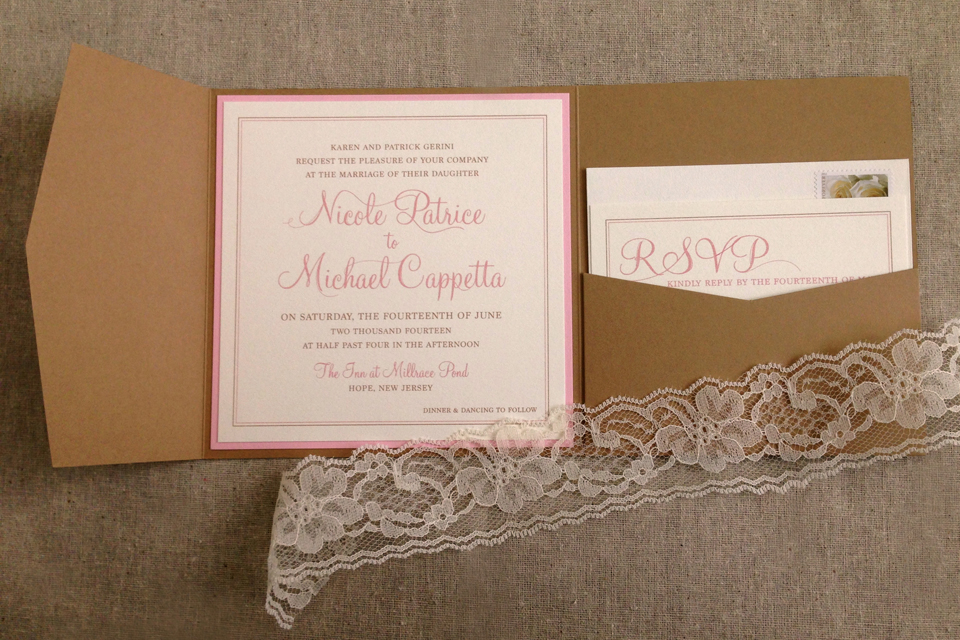 KAREN AND PATRICK GERINI
REQUEST THE PLEASURE OF YOUR COMPANY
AT THE MARRIAGE OF THEIR DAUGHTER
Nicole Patrice
to
Michael Cappetta
ON SATURDAY, THE FOURTEENTH OF JUNE
TWO THOUSAND FOURTEEN
AT HALF PAST FOUR IN THE AFTERNOON
The Inn at Millrace Pond
HOPE, NEW JERSEY
DINNER & DANCING TO FOLLOW
RSVP
KINDLY REPLY BY THE FOURTEENTH OF